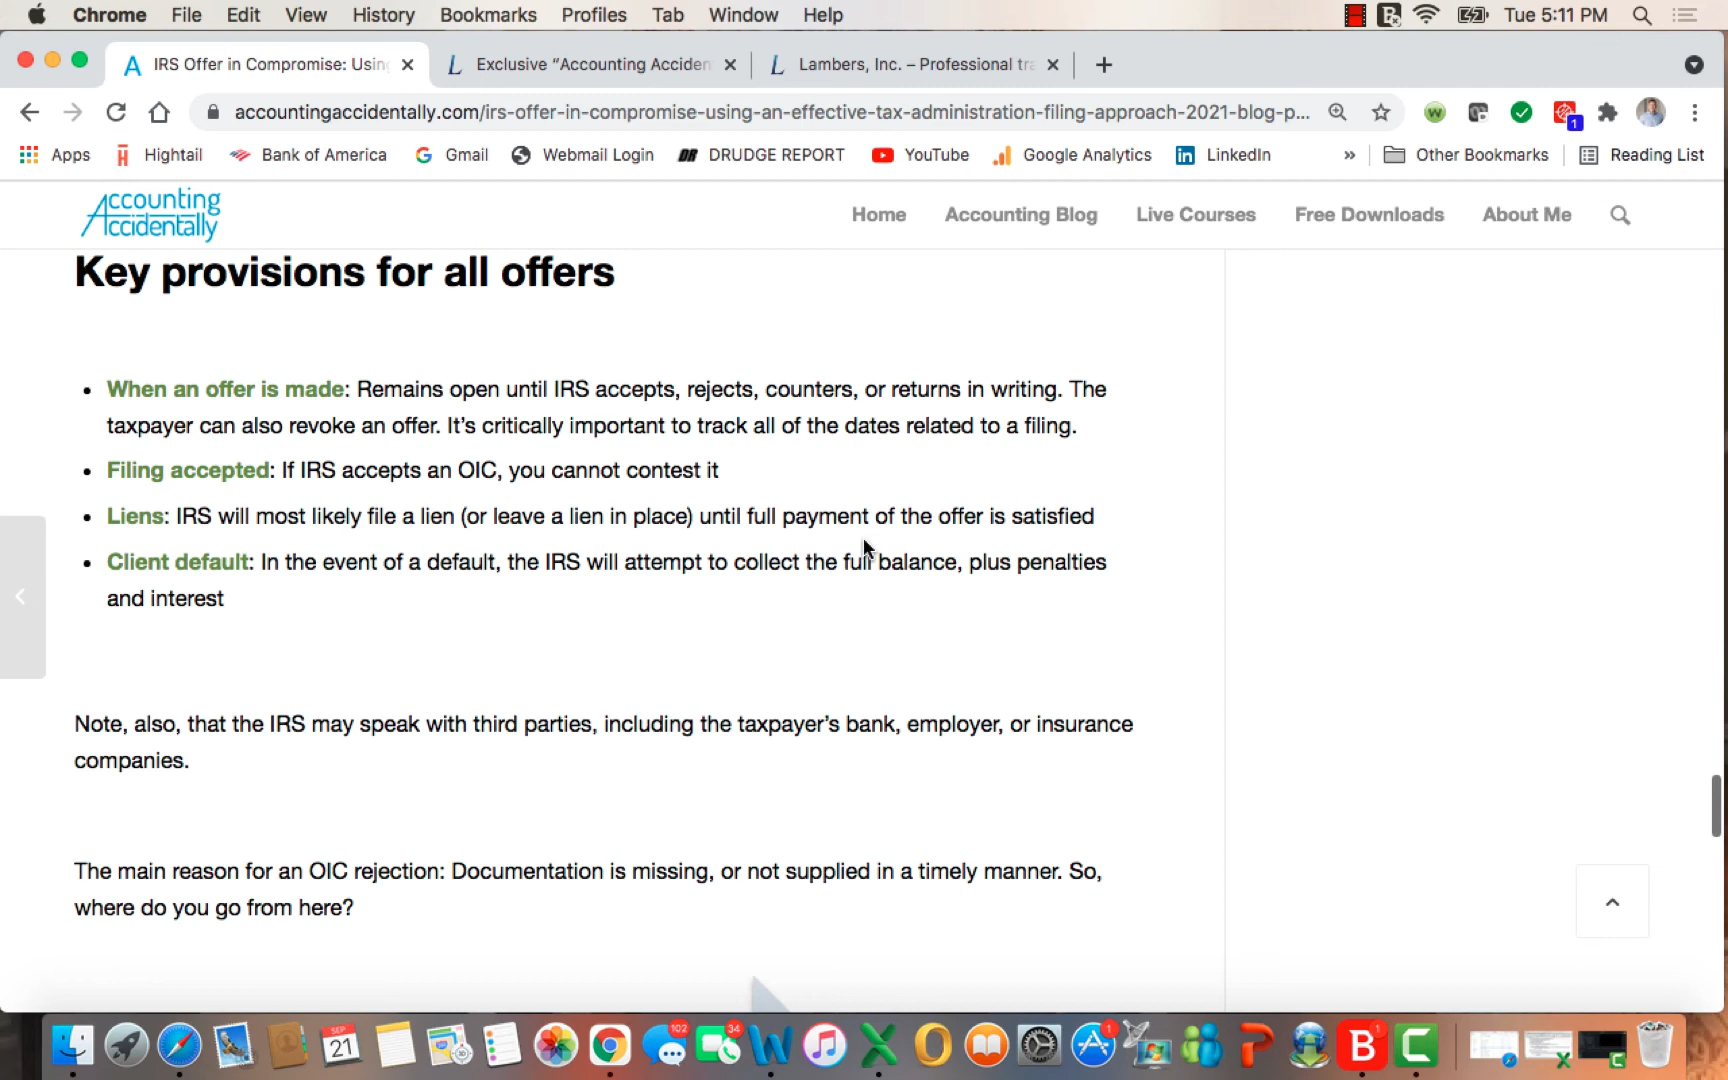 Chrome File Edit View History Bookmarks Profiles Tab Window Help Tue 5:11 PM
IRS Offer in Compromise: Usin Exclusive “Accounting Acciden Lambers, Inc. – Professional tra
accountingaccidentally.com/irs-offer-in-compromise-using-an-effective-tax-administration-filing-approach-2021-blog-p... 1
Apps Hightail Bank of America Gmail Webmail Login DRUDGE REPORT YouTube Google Analytics LinkedIn » Other Bookmarks Reading List
Accounting
Accidentally
Home Accounting Blog Live Courses Free Downloads About Me
Key provisions for all offers
• When an offer is made: Remains open until IRS accepts, rejects, counters, or returns in writing. The
taxpayer can also revoke an offer. It’s critically important to track all of the dates related to a filing.
• Filing accepted: If IRS accepts an OIC, you cannot contest it
• Liens: IRS will most likely file a lien (or leave a lien in place) until full payment of the offer is satisfied
• Client default: In the event of a default, the IRS will attempt to collect the full balance, plus penalties
and interest
Note, also, that the IRS may speak with third parties, including the taxpayer’s bank, employer, or insurance
companies.
The main reason for an OIC rejection: Documentation is missing, or not supplied in a timely manner. So,
where do you go from here?
SEP
21
102
34
1
1